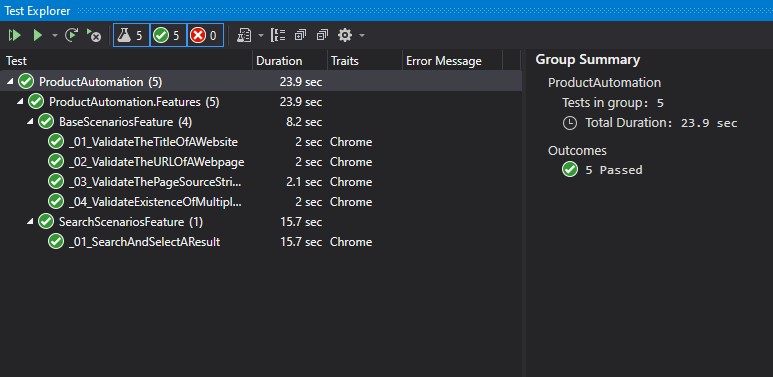 Test Explorer
5 5 0
Test Duration Traits Error Message
ProductAutomation (5) 23.9 sec
ProductAutomation.Features (5) 23.9 sec
BaseScenariosFeature (4) 8.2 sec
_01_ValidateTheTitleOfAWebsite 2 sec Chrome
_02_ValidateTheURLOfAWebpage 2 sec Chrome
_03_ValidateThePageSourceStri... 2.1 sec Chrome
_04_ValidateExistenceOfMultipl... 2 sec Chrome
SearchScenariosFeature (1) 15.7 sec
_01_SearchAndSelectAResult 15.7 sec Chrome
Group Summary
ProductAutomation
Tests in group: 5
Total Duration: 23.9 sec
Outcomes
5 Passed